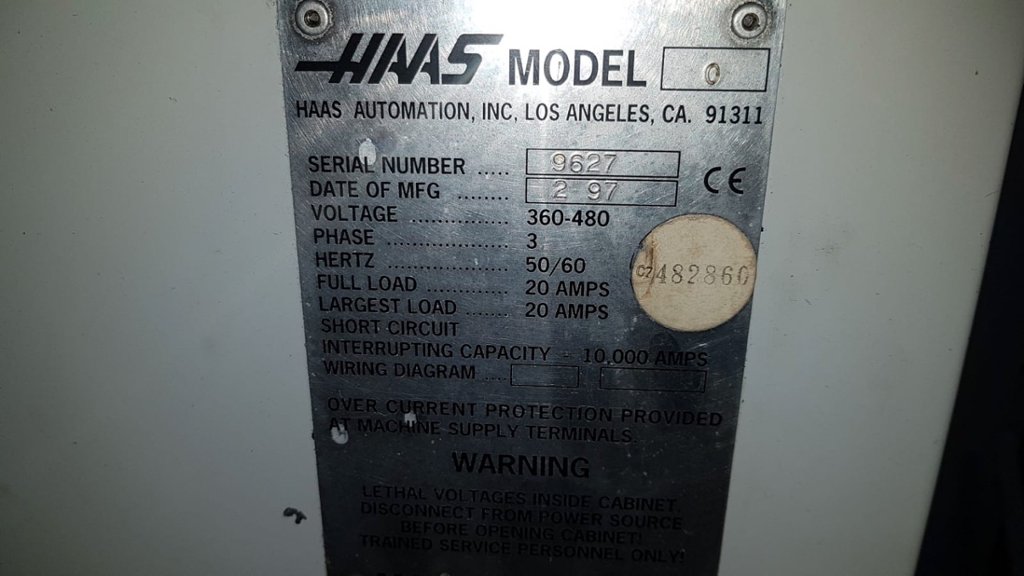 HAAS MODEL 0
HAAS AUTOMATION, INC, LOS ANGELES, CA. 91311
SERIAL NUMBER ..... 9627
DATE OF MFG ........ 2 97
CE
VOLTAGE ............... 360-480
PHASE ................... 3
HERTZ ................... 50/60
CZ 482860
FULL LOAD ............. 20 AMPS
LARGEST LOAD ....... 20 AMPS
SHORT CIRCUIT
INTERRUPTING CAPACITY - 10,000 AMPS
WIRING DIAGRAM ....
OVER CURRENT PROTECTION PROVIDED
AT MACHINE SUPPLY TERMINALS.
WARNING
LETHAL VOLTAGES INSIDE CABINET.
DISCONNECT FROM POWER SOURCE
BEFORE OPENING CABINET!
TRAINED SERVICE PERSONNEL ONLY!